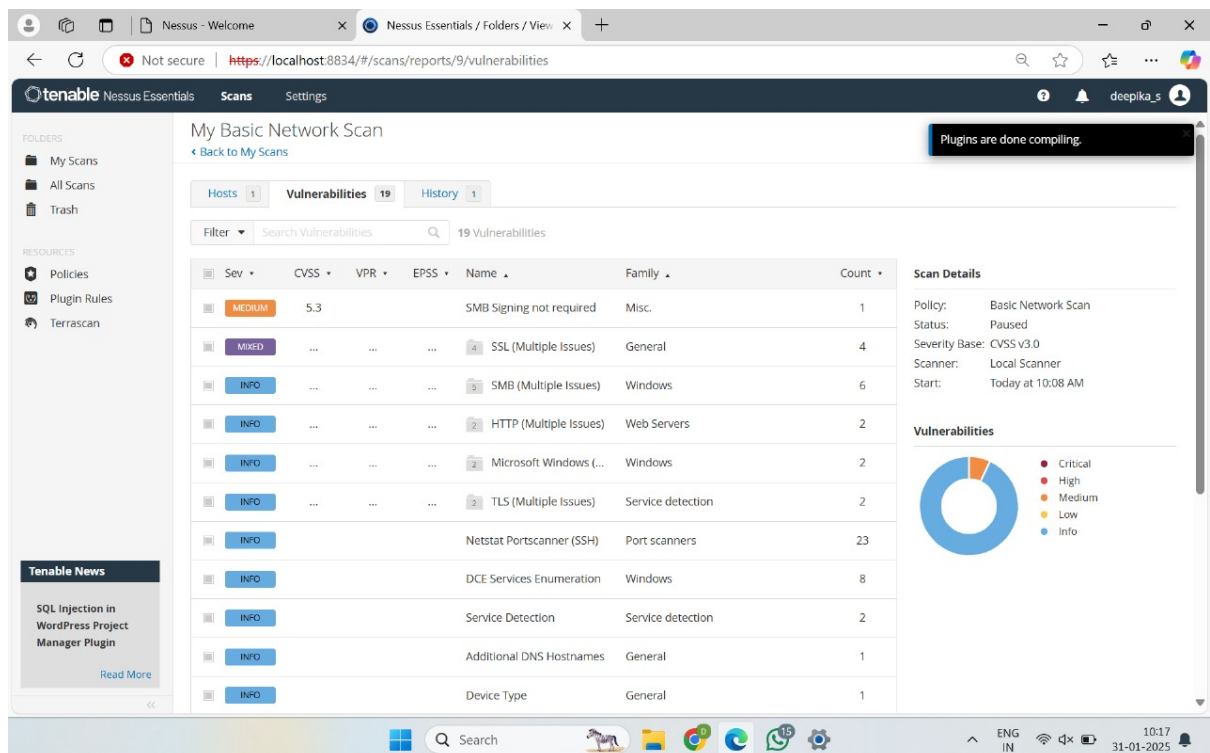 Nessus - Welcome
Nessus Essentials / Folders / View
Not secure https://localhost:8834/#/scans/reports/9/vulnerabilities
tenable Nessus Essentials Scans Settings deepika_s
FOLDERS
My Scans
All Scans
Trash
RESOURCES
Policies
Plugin Rules
Terrascan
Tenable News
SQL Injection in
WordPress Project
Manager Plugin
Read More
My Basic Network Scan
Back to My Scans
Plugins are done compiling.
Hosts 1 Vulnerabilities 19 History 1
Filter Search Vulnerabilities 19 Vulnerabilities
Sev CVSS VPR EPSS Name Family Count
MEDIUM 5.3 SMB Signing not required Misc. 1
MIXED ... ... ... 4 SSL (Multiple Issues) General 4
INFO ... ... ... 5 SMB (Multiple Issues) Windows 6
INFO ... ... ... 2 HTTP (Multiple Issues) Web Servers 2
INFO ... ... ... 2 Microsoft Windows (... Windows 2
INFO ... ... ... 2 TLS (Multiple Issues) Service detection 2
INFO Netstat Portscanner (SSH) Port scanners 23
INFO DCE Services Enumeration Windows 8
INFO Service Detection Service detection 2
INFO Additional DNS Hostnames General 1
INFO Device Type General 1
Scan Details
Policy: Basic Network Scan
Status: Paused
Severity Base: CVSS v3.0
Scanner: Local Scanner
Start: Today at 10:08 AM
Vulnerabilities
Critical
High
Medium
Low
Info
Search 15 ENG 10:17
IN 31-01-2025